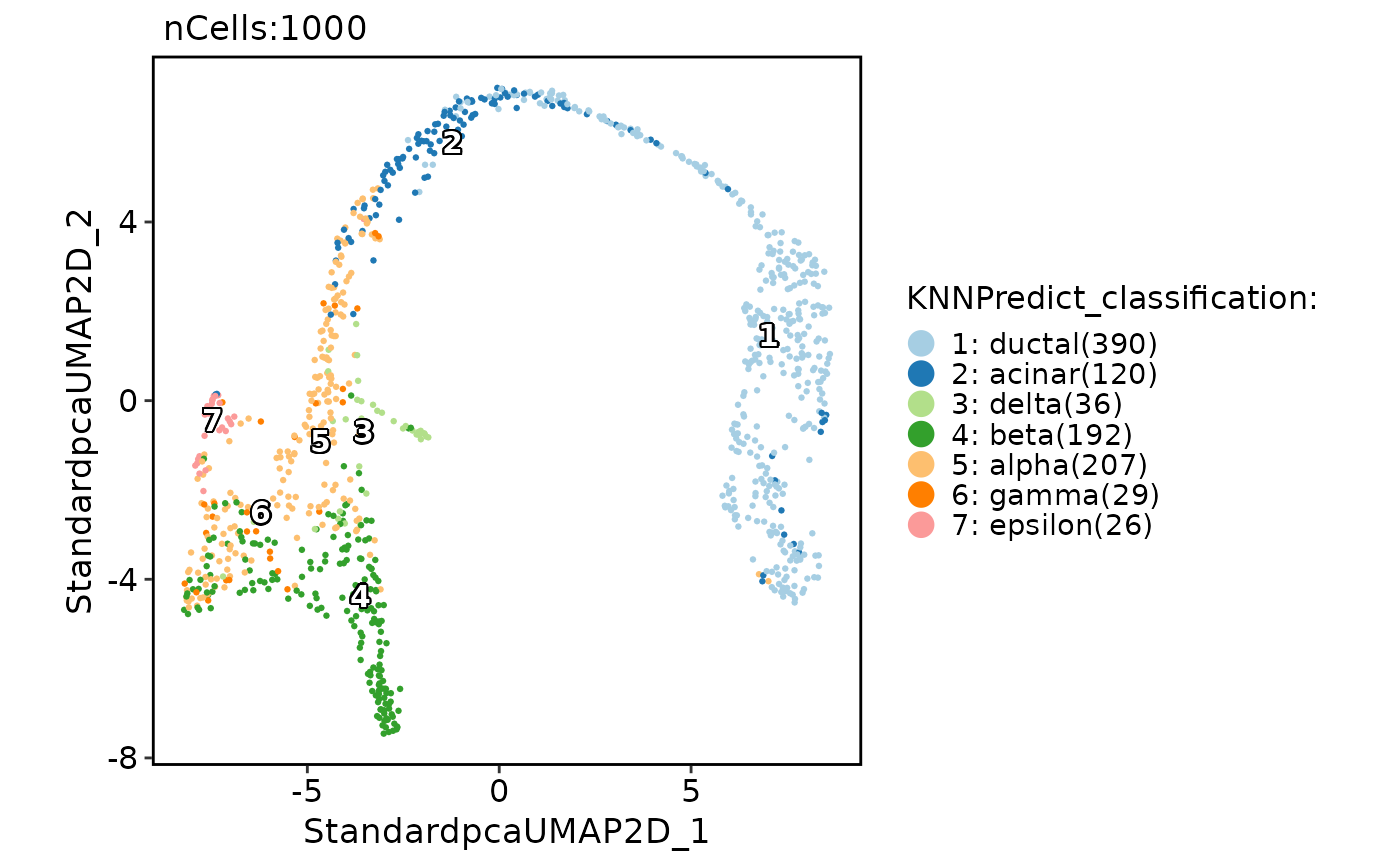 nCells:1000
StandardpcaUMAP2D_2
4
0
-4
-8
2
1
7
5
3
6
4
-5
0
5
StandardpcaUMAP2D_1
KNNPredict_classification:
1: ductal(390)
2: acinar(120)
3: delta(36)
4: beta(192)
5: alpha(207)
6: gamma(29)
7: epsilon(26)